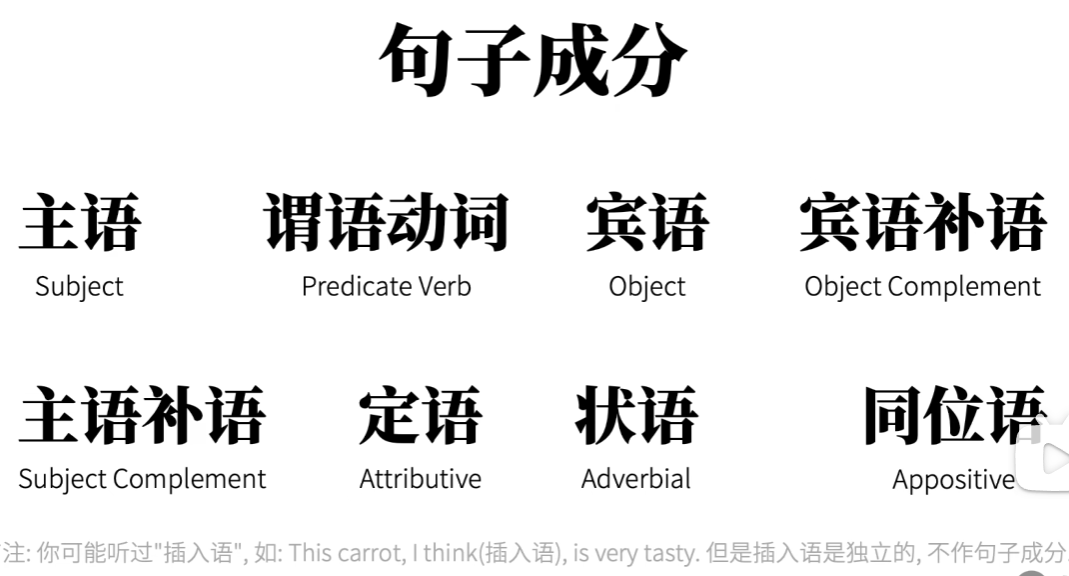 句子成分
主语 谓语动词 宾语 宾语补语
Subject Predicate Verb Object Object Complement
主语补语 定语 状语 同位语
Subject Complement Attributive Adverbial Appositive
注: 你可能听过"插入语", 如: This carrot, I think(插入语), is very tasty. 但是插入语是独立的, 不作句子成分